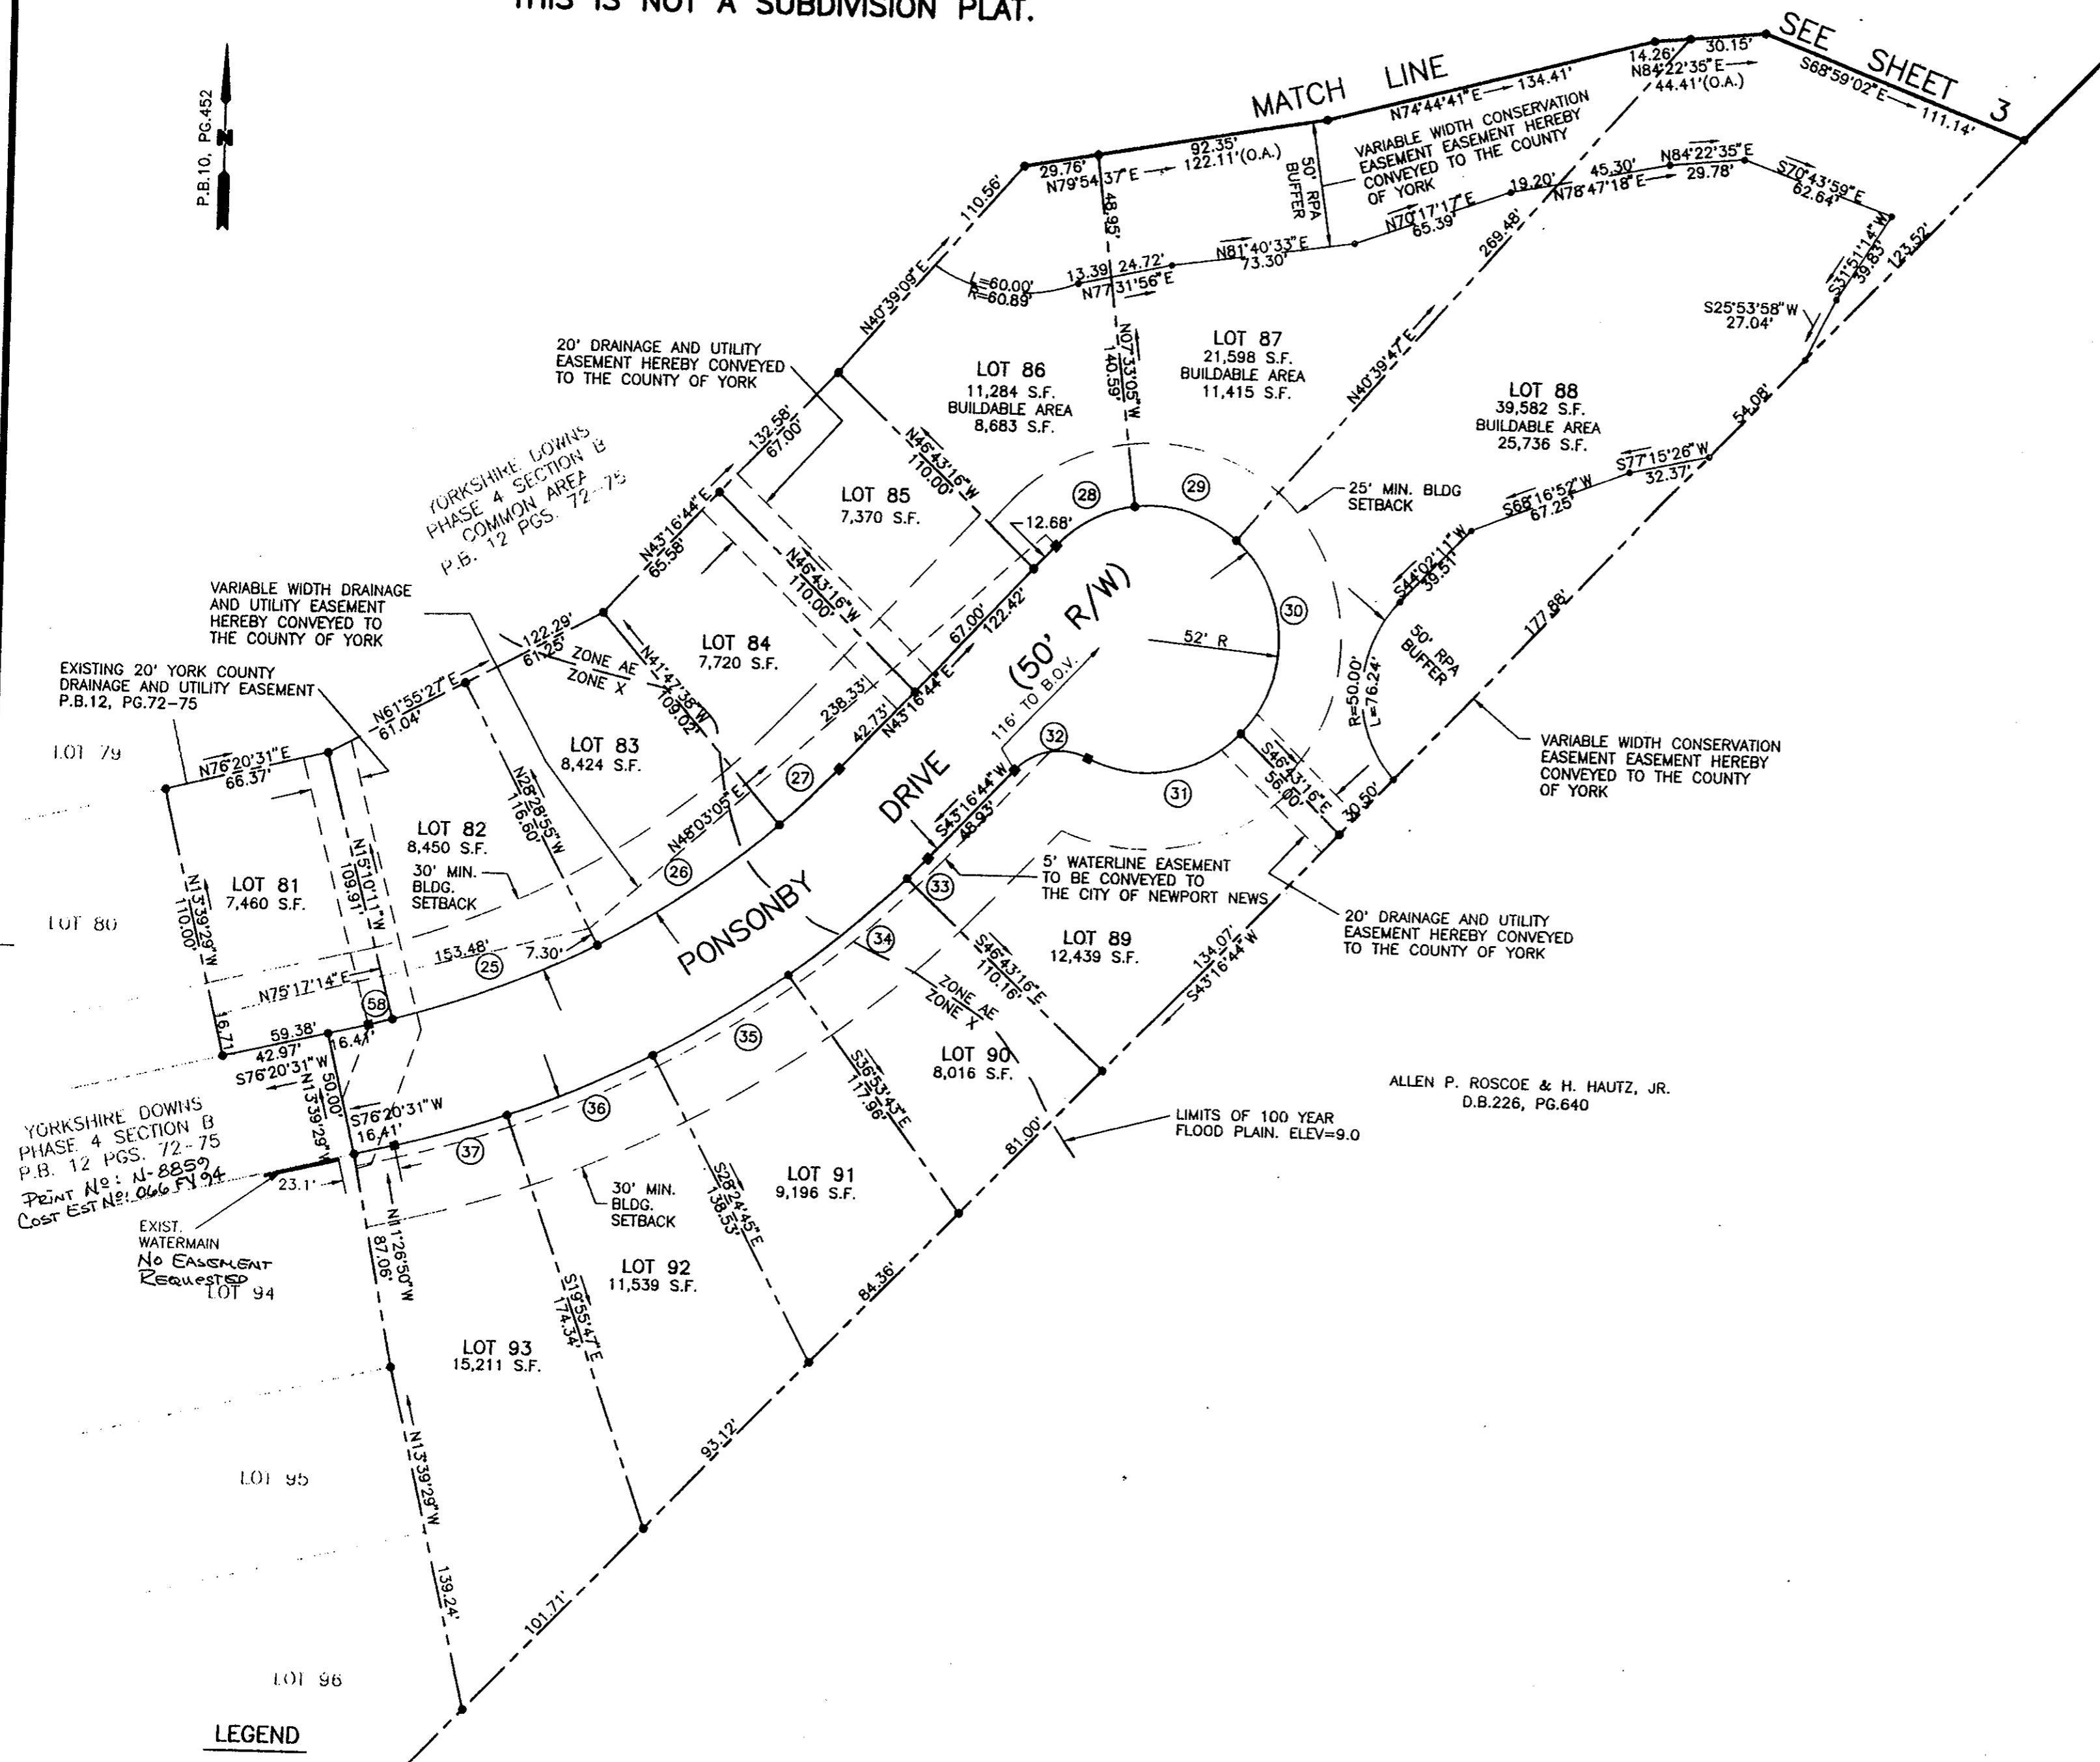 THIS IS NOT A SUBDIVISION PLAT.
P.B.10, PG.452
N
MATCH LINE
SEE SHEET 3
14.26'
30.15'
N84°22'35"E
44.41'(O.A.)
S68°59'02"E
111.14'
N74°44'41"E
134.41'
29.76'
92.35'
N79°54'37"E
122.11'(O.A.)
VARIABLE WIDTH CONSERVATION
EASEMENT EASEMENT HEREBY
CONVEYED TO THE COUNTY
OF YORK
50' RPA
BUFFER
110.56'
N40°39'09"E
48.95'
L=60.00'
R=60.89'
13.39
24.72'
N77°31'56"E
N81°40'33"E
73.30'
N70°17'17"E
65.39'
19.20'
45.30'
N78°47'18"E
N84°22'35"E
29.78'
S70°43'59"E
62.64'
S31°51'14"W
39.83'
123.52'
S25°53'58"W
27.04'
269.48'
N40°39'47"E
N07°33'05"W
140.59'
20' DRAINAGE AND UTILITY
EASEMENT HEREBY CONVEYED
TO THE COUNTY OF YORK
LOT 86
11,284 S.F.
BUILDABLE AREA
8,683 S.F.
LOT 87
21,598 S.F.
BUILDABLE AREA
11,415 S.F.
LOT 88
39,582 S.F.
BUILDABLE AREA
25,736 S.F.
54.08'
S77°15'26"W
32.37'
S68°16'52"W
67.25'
S44°02'11"W
39.51'
132.58'
67.00'
N46°43'16"W
110.00'
YORKSHIRE DOWNS
PHASE 4 SECTION B
COMMON AREA
P.B. 12 PGS. 72-75
LOT 85
7,370 S.F.
28
29
12.68'
25' MIN. BLDG
SETBACK
N43°16'44"E
65.58'
N46°43'16"W
110.00'
VARIABLE WIDTH DRAINAGE
AND UTILITY EASEMENT
HEREBY CONVEYED TO
THE COUNTY OF YORK
122.29'
61.25'
ZONE AE
ZONE X
LOT 84
7,720 S.F.
N41°47'38"W
109.02'
67.00'
122.42'
(50' R/W)
30
52' R
116' TO B.O.V.
177.88'
50' RPA
BUFFER
R=50.00'
L=76.24'
EXISTING 20' YORK COUNTY
DRAINAGE AND UTILITY EASEMENT
P.B.12, PG.72-75
N61°55'27"E
61.04'
LOT 79
N76°20'31"E
66.37'
LOT 83
8,424 S.F.
238.33'
42.73'
N43°16'44"E
27
32
S43°16'44"W
48.93'
31
S46°43'16"E
56.00'
30.50'
VARIABLE WIDTH CONSERVATION
EASEMENT EASEMENT HEREBY
CONVEYED TO THE COUNTY
OF YORK
N28°28'55"W
116.60'
N48°03'05"E
LOT 82
8,450 S.F.
30' MIN.
BLDG.
SETBACK
26
DRIVE
PONSONBY
33
5' WATERLINE EASEMENT
TO BE CONVEYED TO
THE CITY OF NEWPORT NEWS
20' DRAINAGE AND UTILITY
EASEMENT HEREBY CONVEYED
TO THE COUNTY OF YORK
LOT 81
7,460 S.F.
N13°39'29"W
110.00'
N15°10'11"W
109.91'
LOT 80
7.30'
153.48'
25
N75°17'14"E
58
34
S46°43'16"E
110.16'
LOT 89
12,439 S.F.
134.07'
S43°16'44"W
ZONE AE
ZONE X
16.71
59.38'
42.97'
16.41'
S76°20'31"W
50.00'
N13°39'29"W
S76°20'31"W
16.41'
35
S36°53'43"E
117.96'
LOT 90
8,016 S.F.
ALLEN P. ROSCOE & H. HAUTZ, JR.
D.B.226, PG.640
LIMITS OF 100 YEAR
FLOOD PLAIN. ELEV=9.0
81.00'
YORKSHIRE DOWNS
PHASE 4 SECTION B
P.B. 12 PGS. 72-75
PRINT No: N-8859
COST EST No: 066 FY 94
23.1'
36
37
30' MIN.
BLDG.
SETBACK
S28°24'45"E
138.53'
LOT 91
9,196 S.F.
EXIST.
WATERMAIN
NO EASEMENT
REQUESTED
LOT 94
N11°26'50"W
87.06'
LOT 92
11,539 S.F.
84.36'
S19°55'47"E
174.34'
LOT 93
15,211 S.F.
N13°39'29"W
139.24'
93.12'
LOT 95
101.71'
LOT 96
LEGEND